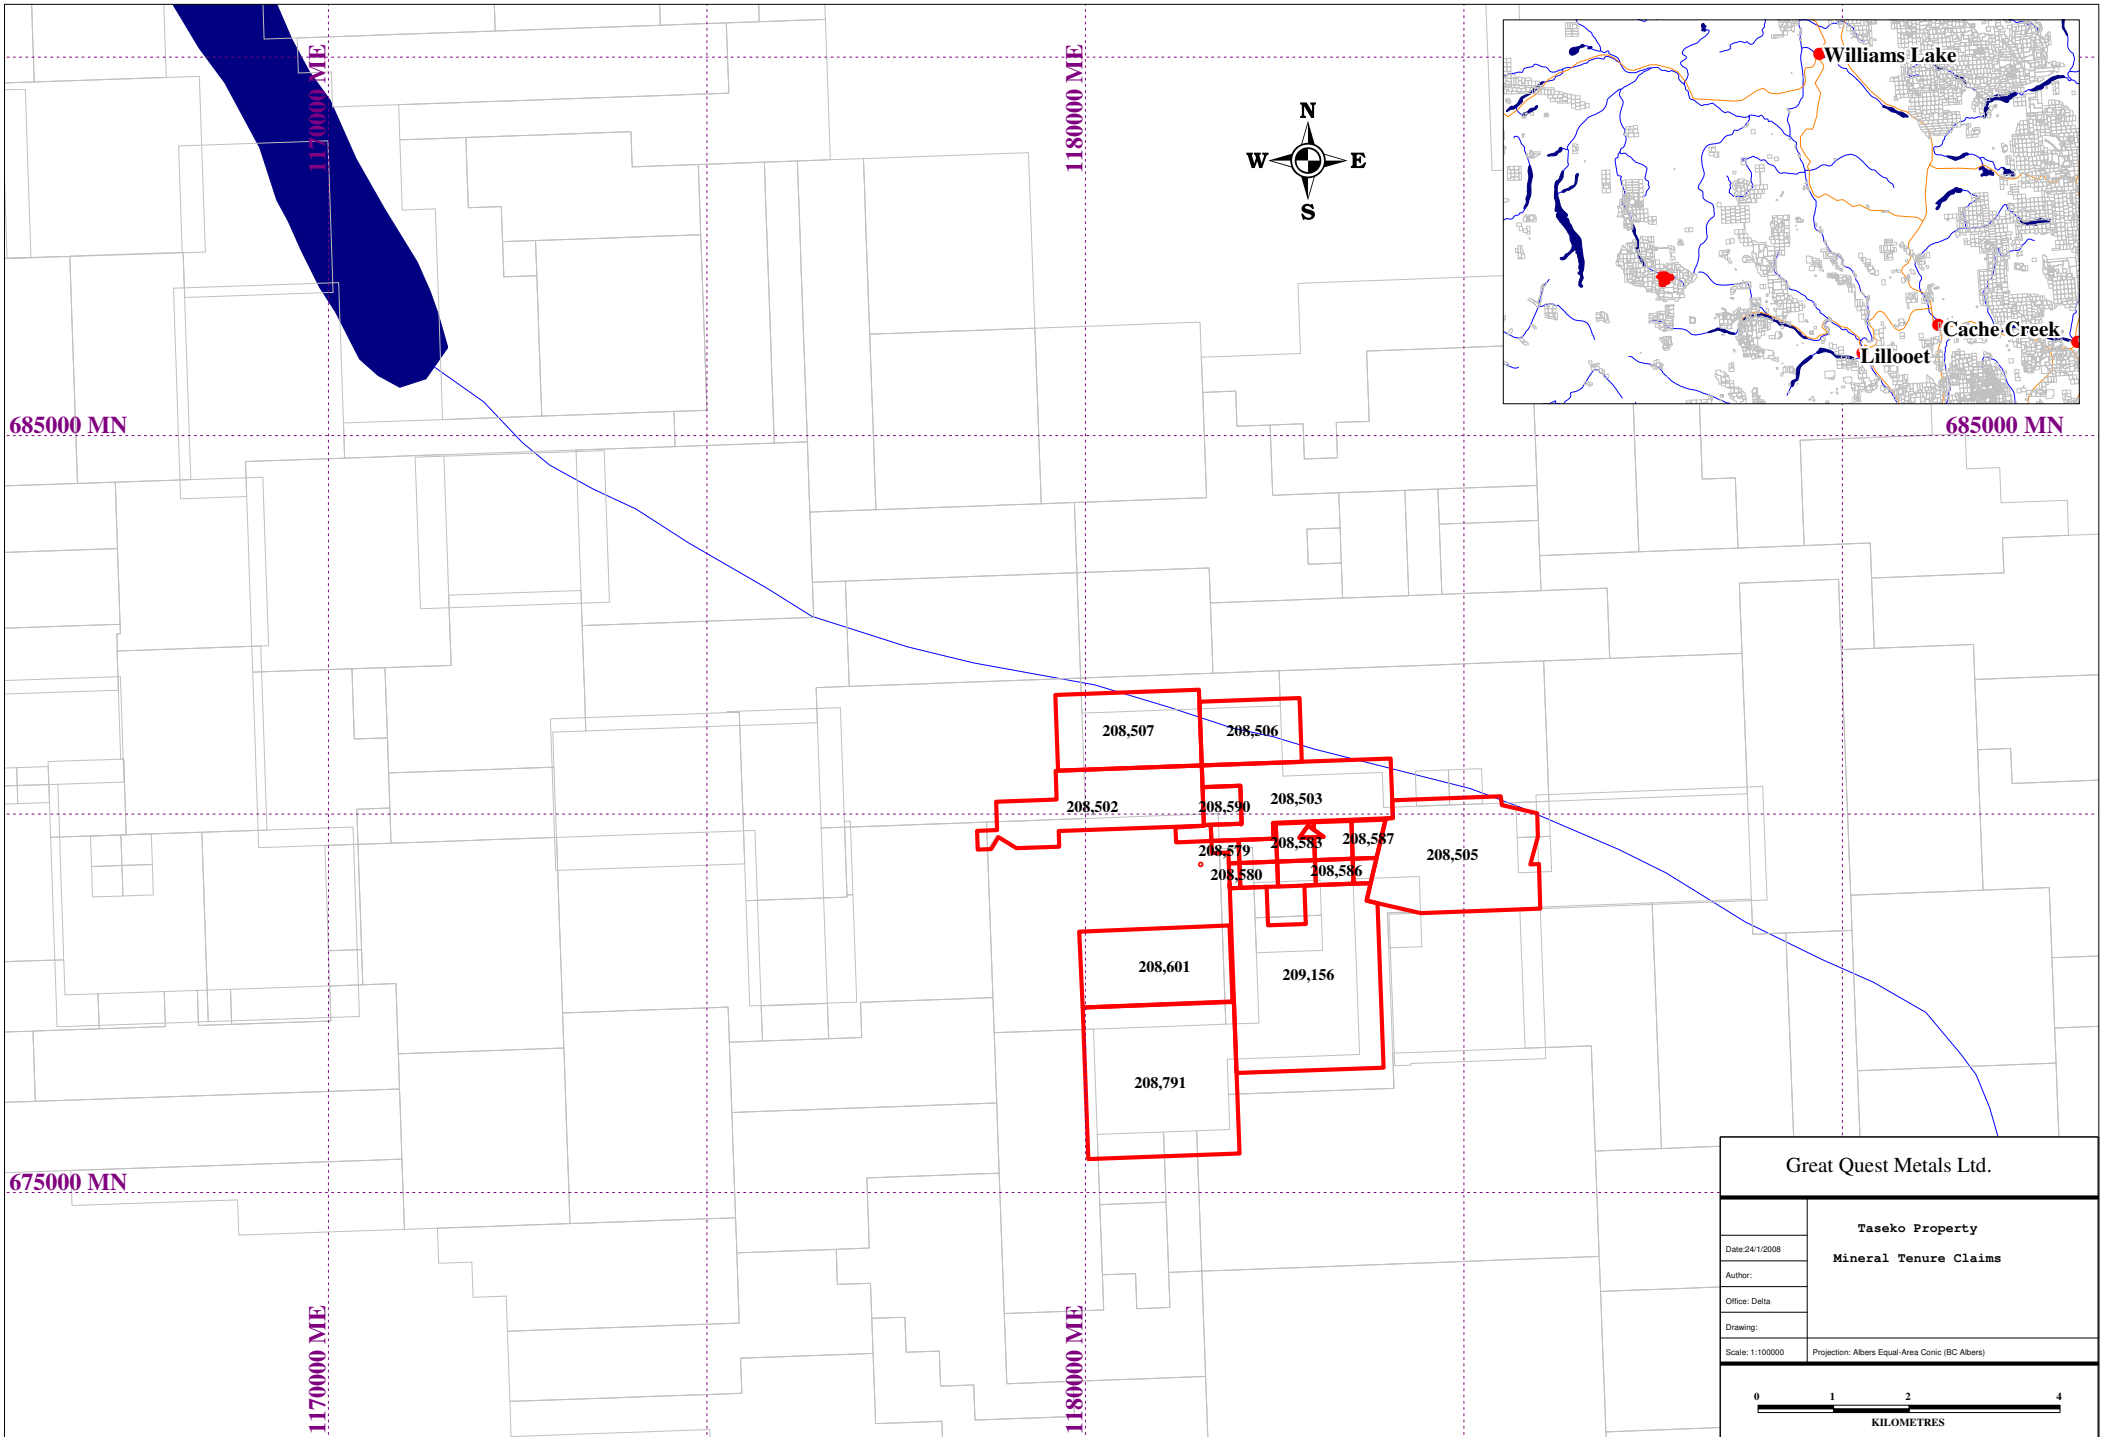 1170000 ME
1180000 ME
N
W E
S
Williams Lake
Cache Creek
Lillooet
685000 MN
685000 MN
208,507
208,506
208,502
208,590
208,503
208,579
208,583
208,587
208,580
208,586
208,505
208,601
209,156
208,791
675000 MN
1170000 ME
1180000 ME
Great Quest Metals Ltd.
Taseko Property
Mineral Tenure Claims
Date:24/1/2008
Author:
Office: Delta
Drawing:
Scale: 1:100000
Projection: Albers Equal-Area Conic (BC Albers)
0 1 2 4
KILOMETRES